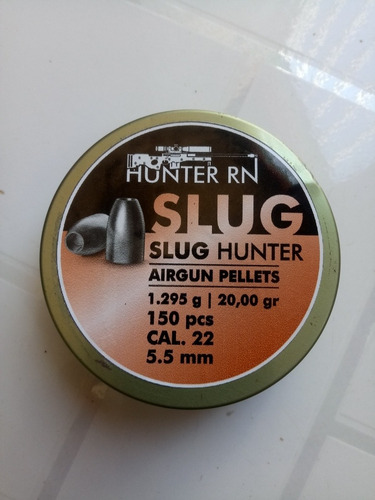 HUNTER RN
SLUG
SLUG HUNTER
AIRGUN PELLETS
1.295 g | 20,00 gr
150 pcs
CAL. 22
5.5 mm